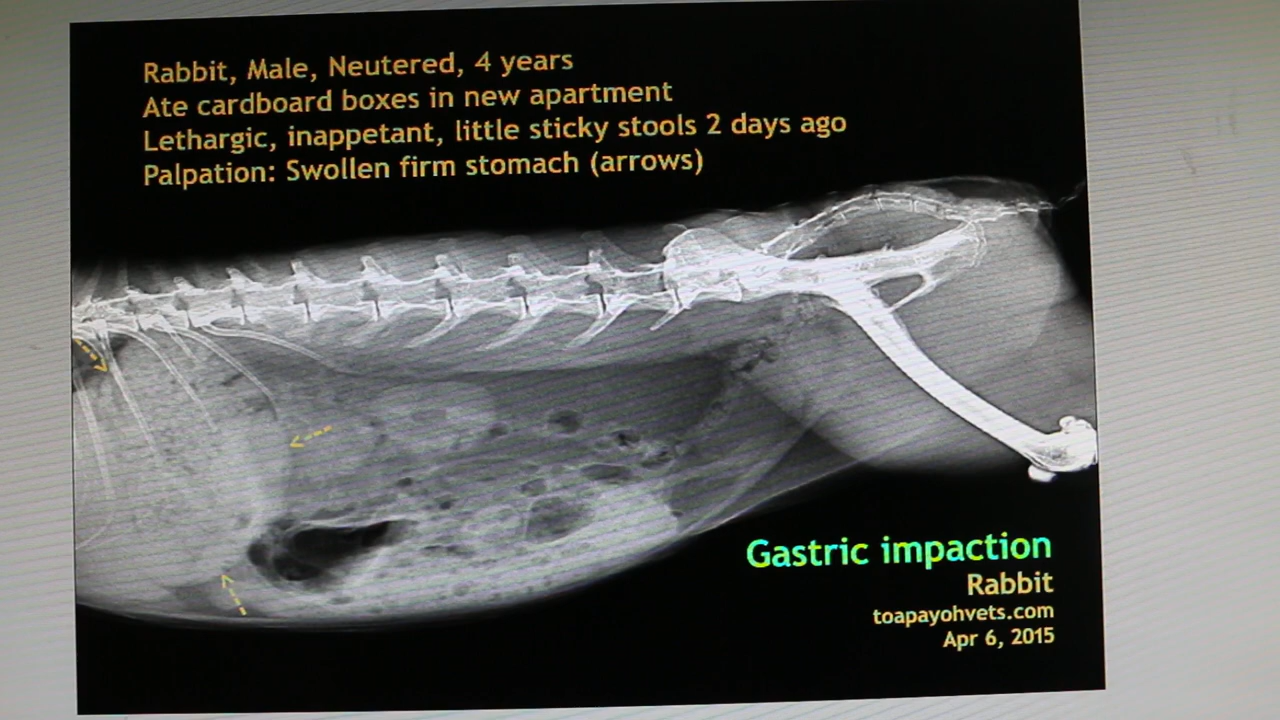 Rabbit, Male, Neutered, 4 years
Ate cardboard boxes in new apartment
Lethargic, inappetant, little sticky stools 2 days ago
Palpation: Swollen firm stomach (arrows)
Gastric impaction
Rabbit
toapayohvets.com
Apr 6, 2015